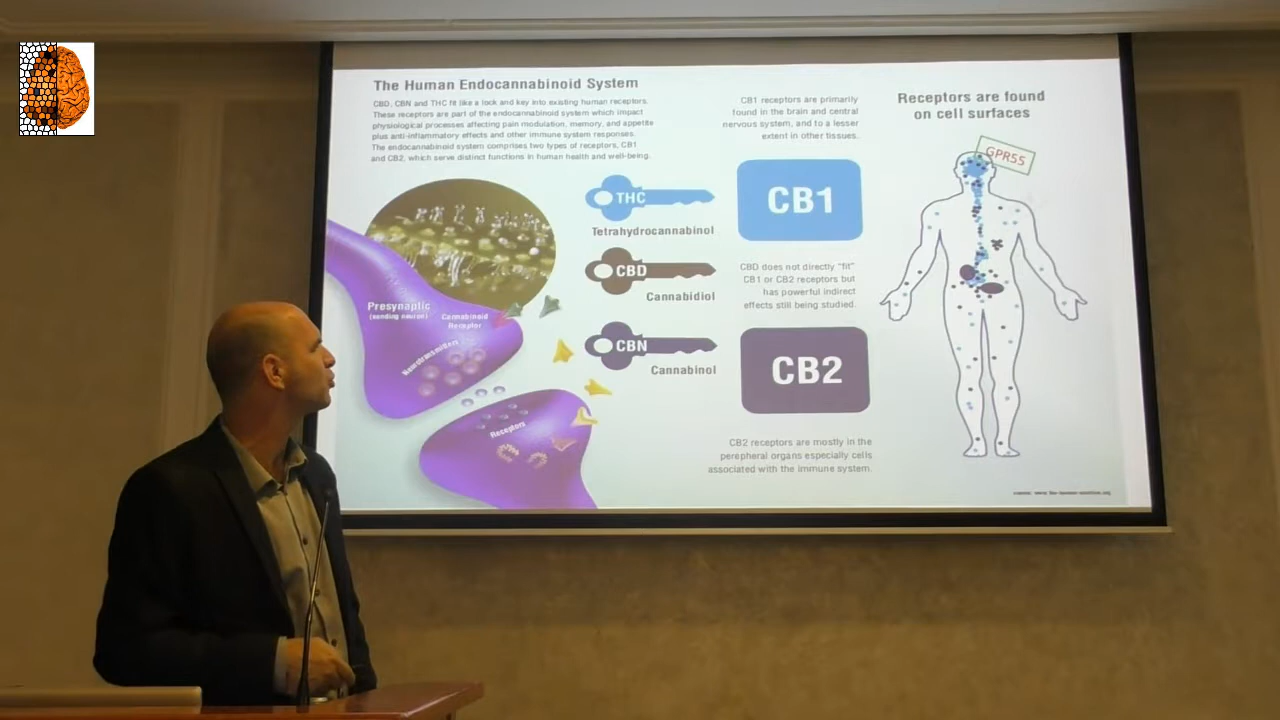 The Human Endocannabinoid System
CBD, CBN and THC fit like a lock and key into existing human receptors.
These receptors are part of the endocannabinoid system which impact
physiological processes affecting pain modulation, memory, and appetite
plus anti-inflammatory effects and other immune system responses.
The endocannabinoid system comprises two types of receptors, CB1
and CB2, which serve distinct functions in human health and well-being.
Presynaptic
(sending neuron)
Cannabinoid
Receptor
Neurotransmitters
Receptors
THC
Tetrahydrocannabinol
CBD
Cannabidiol
CBN
Cannabinol
CB1 receptors are primarily
found in the brain and central
nervous system, and to a lesser
extent in other tissues.
CB1
CBD does not directly "fit"
CB1 or CB2 receptors but
has powerful indirect
effects still being studied.
CB2
CB2 receptors are mostly in the
perepheral organs especially cells
associated with the immune system.
Receptors are found
on cell surfaces
GPR55